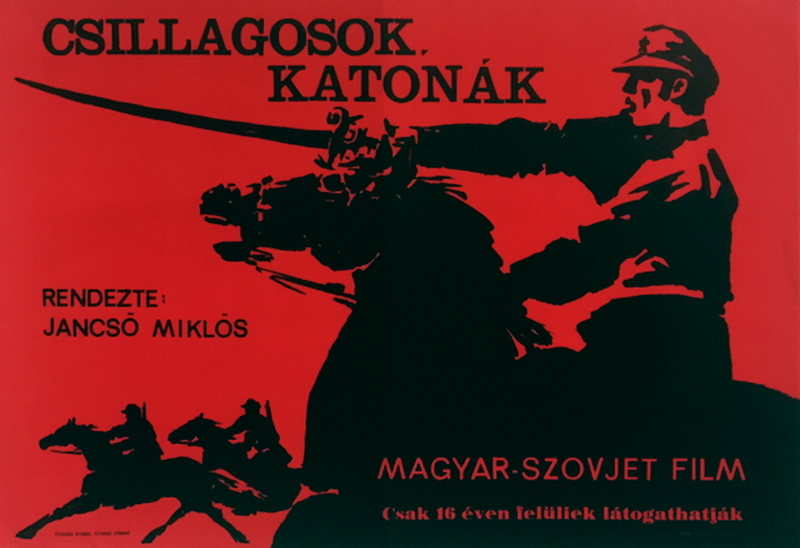 CSILLAGOSOK,
KATONÁK
RENDEZTE:
JANCSÓ MIKLÓS
MAGYAR-SZOVJET FILM
Csak 16 éven felüliek látogathatják